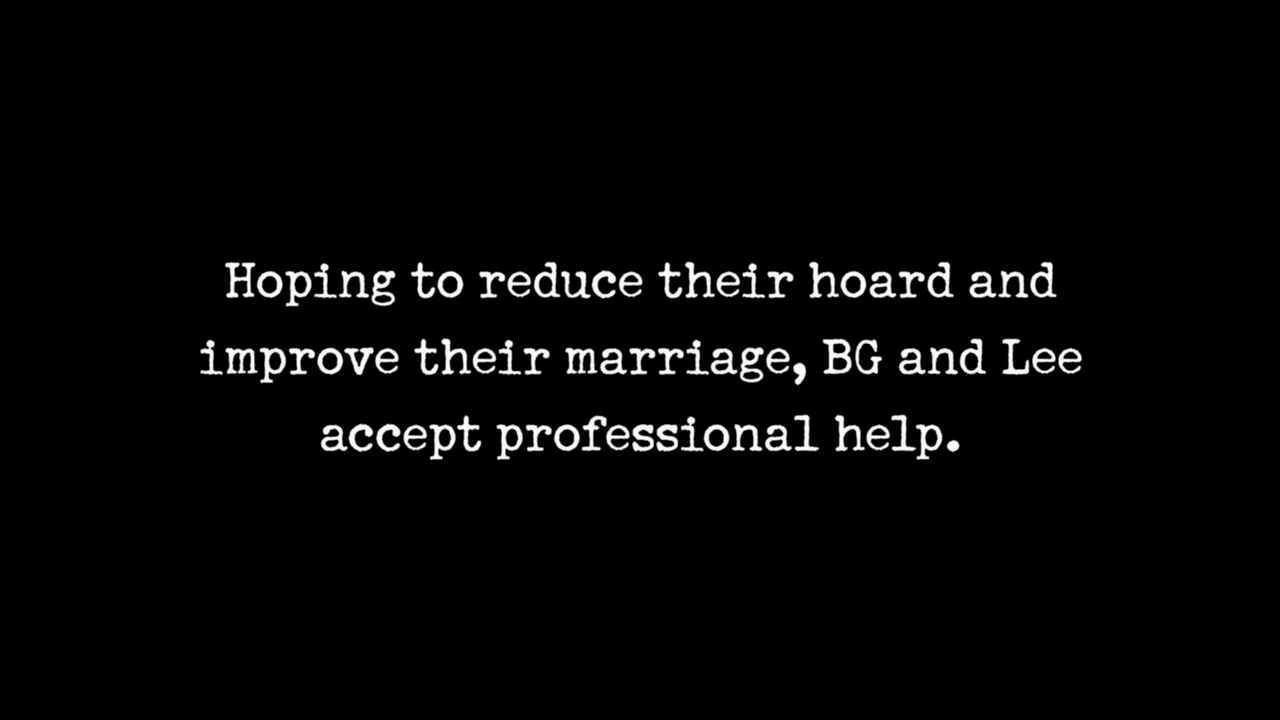 Hoping to reduce their hoard and
improve their marriage, BG and Lee
accept professional help.